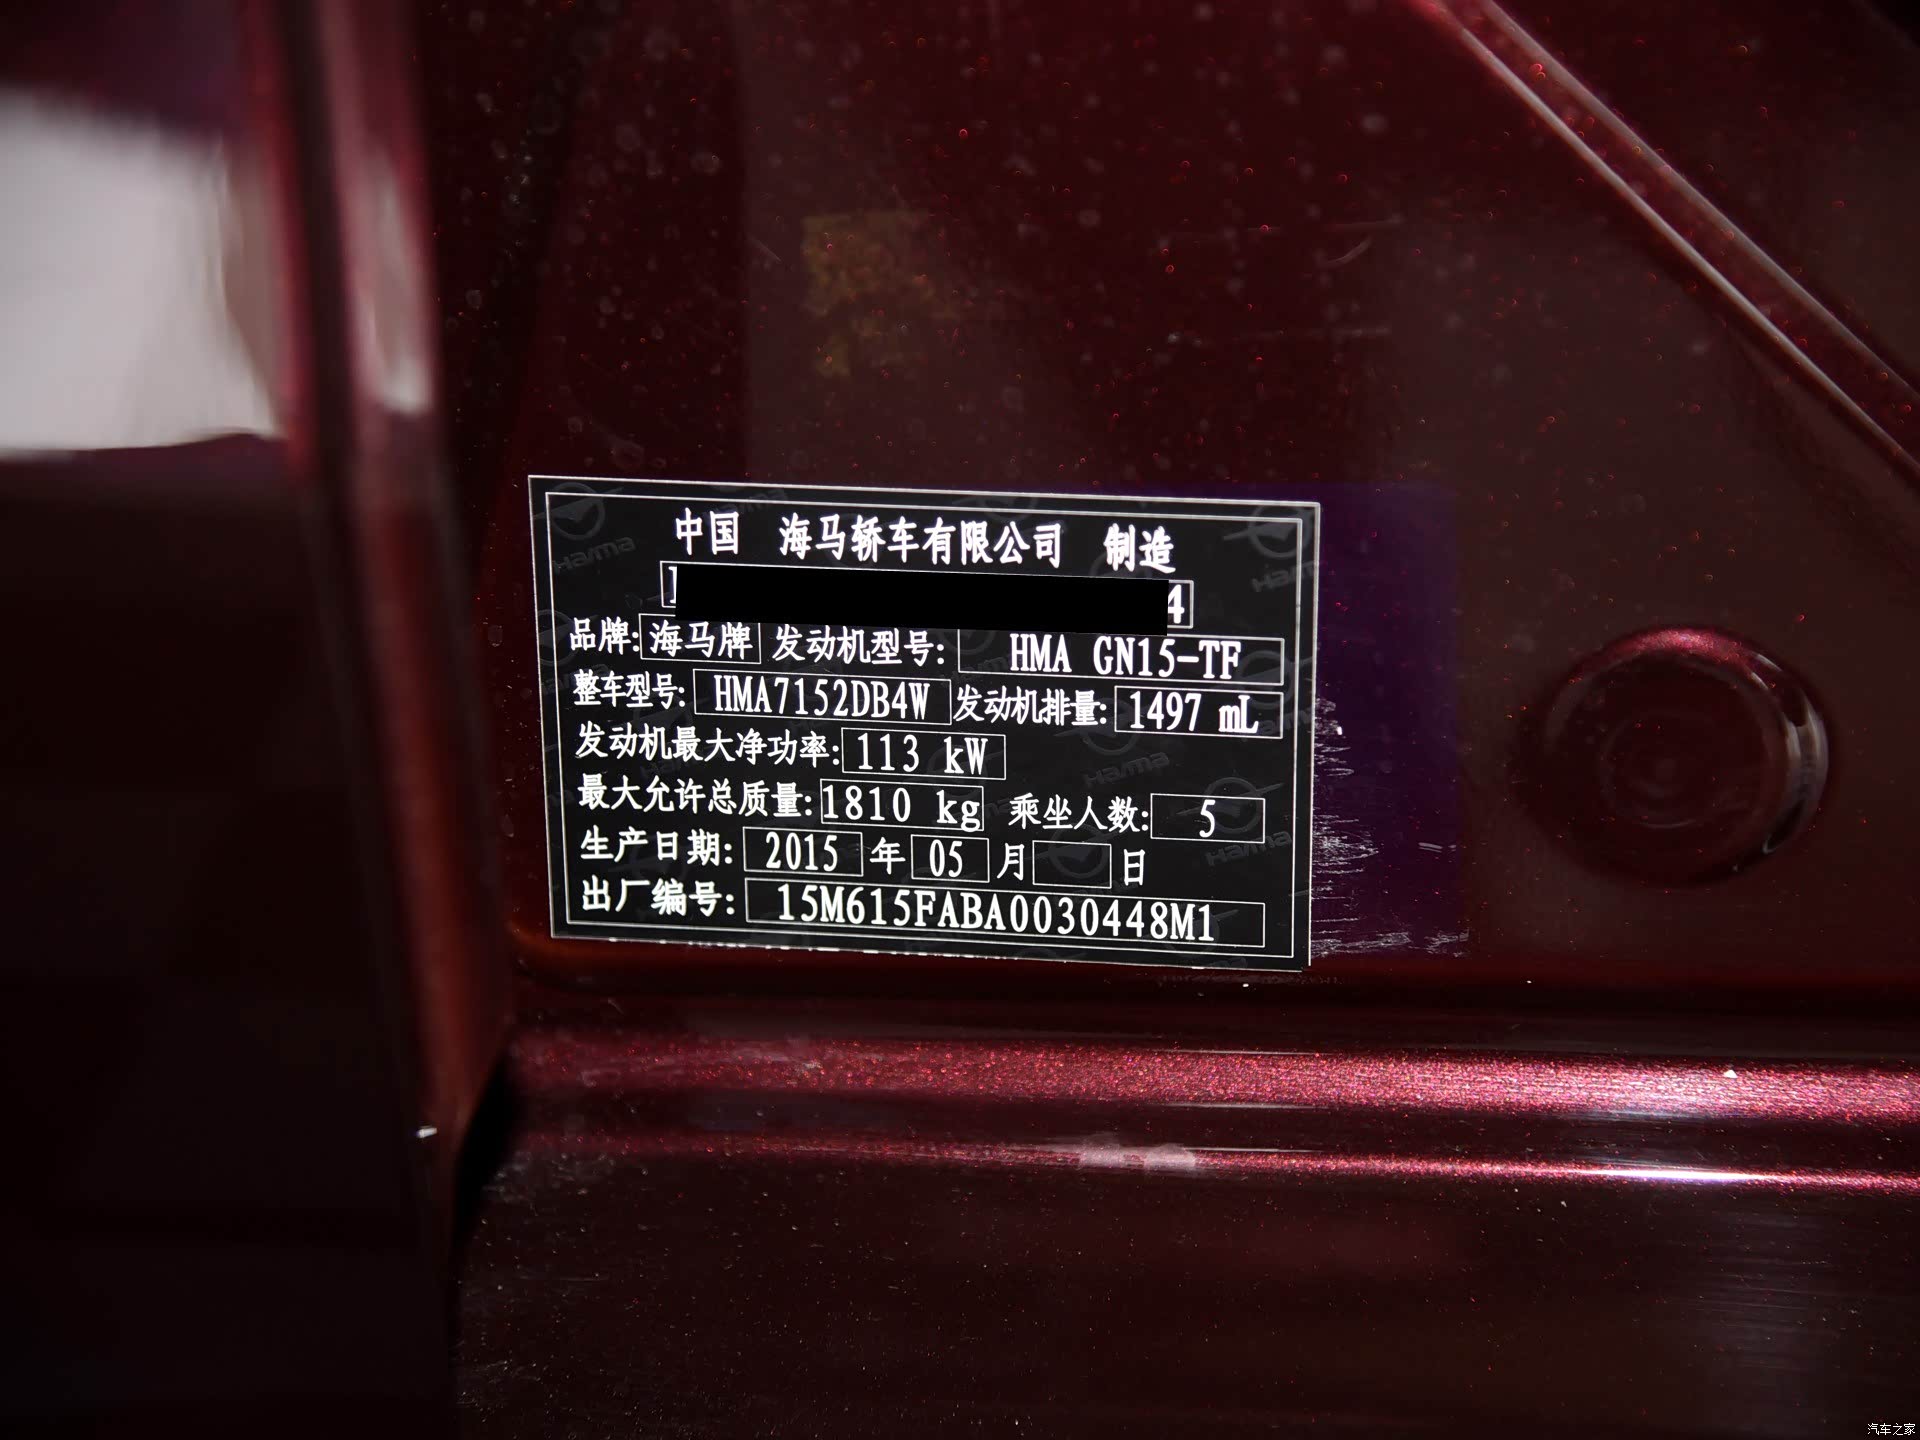 中国 海马轿车有限公司 制造
4
品牌: 海马牌 发动机型号: HMA GN15-TF
整车型号: HMA7152DB4W 发动机排量: 1497 mL
发动机最大净功率: 113 kW
最大允许总质量: 1810 kg 乘坐人数: 5
生产日期: 2015 年 05 月 日
出厂编号: 15M615FABA0030448M1
汽车之家